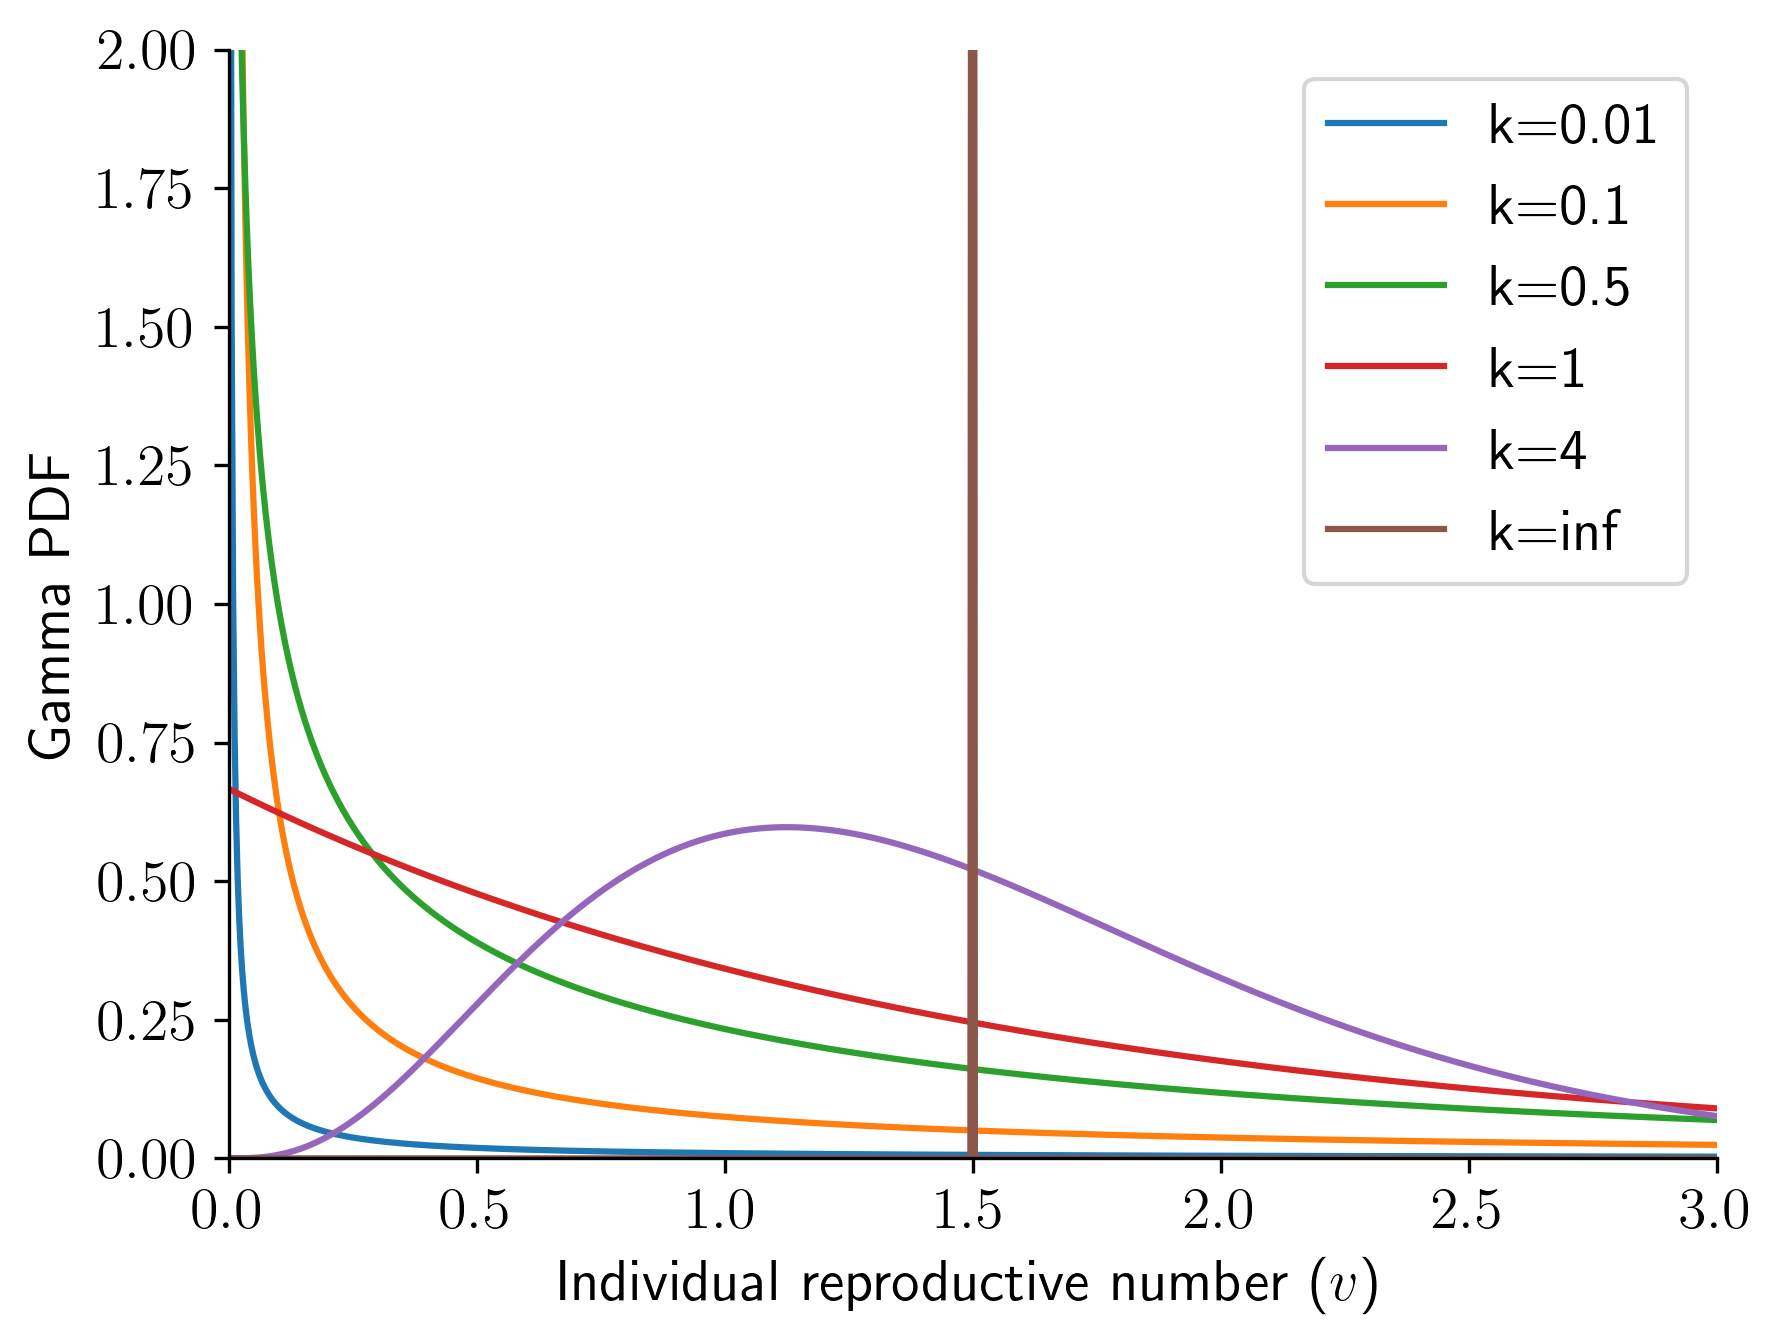 2.00
1.75
1.50
1.25
1.00
0.75
0.50
0.25
0.00
Gamma PDF
k=0.01
k=0.1
k=0.5
k=1
k=4
k=inf
0.0 0.5 1.0 1.5 2.0 2.5 3.0
Individual reproductive number (v)